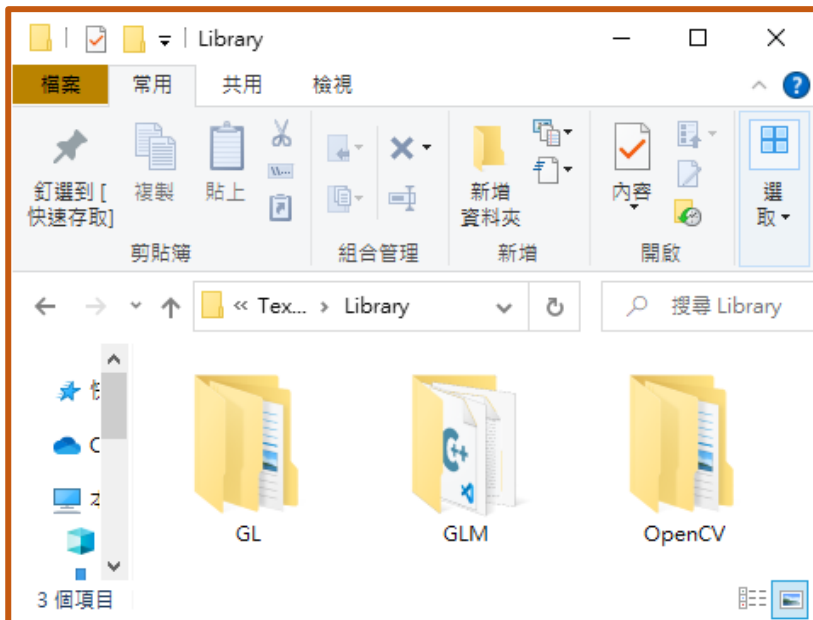 Library
檔案 常用 共用 檢視
釘選到 [
快速存取]
複製
貼上
新增
資料夾
內容
選
取
剪貼簿 組合管理 新增 開啟
« Tex... › Library
搜尋 Library
C++
GL GLM OpenCV
3 個項目